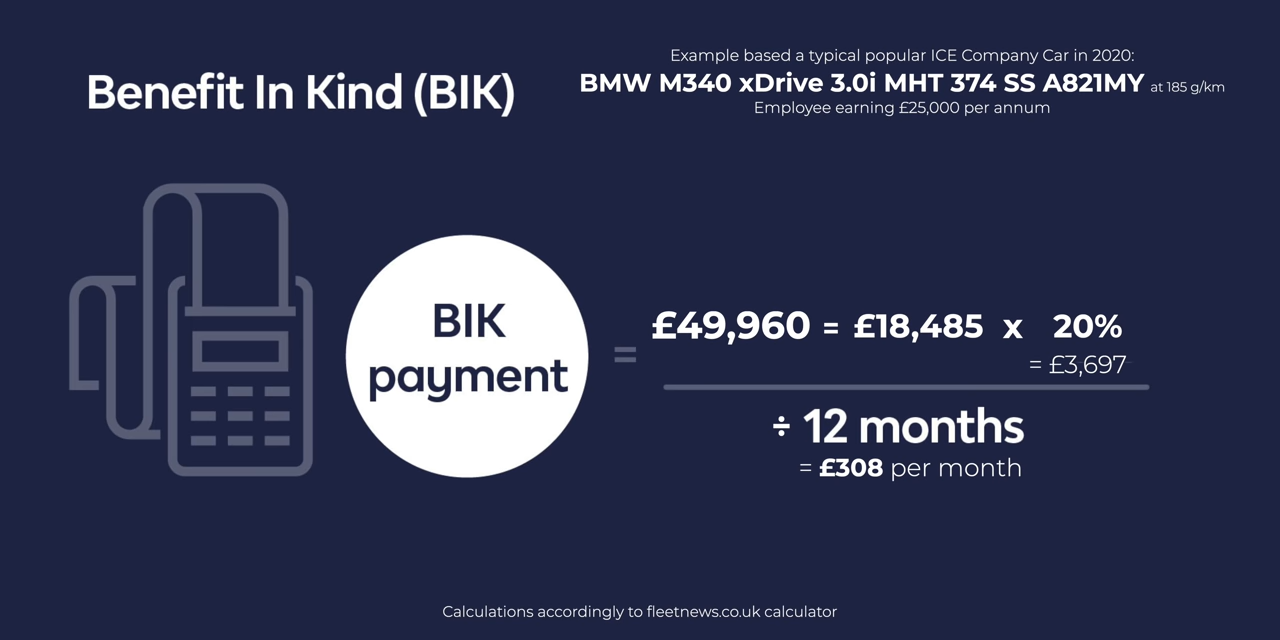 Benefit In Kind (BIK)
Example based a typical popular ICE Company Car in 2020:
BMW M340 xDrive 3.0i MHT 374 SS A821MY at 185 g/km
Employee earning £25,000 per annum
BIK
payment
= £49,960 = £18,485 x 20%
= £3,697
÷ 12 months
= £308 per month
Calculations accordingly to fleetnews.co.uk calculator